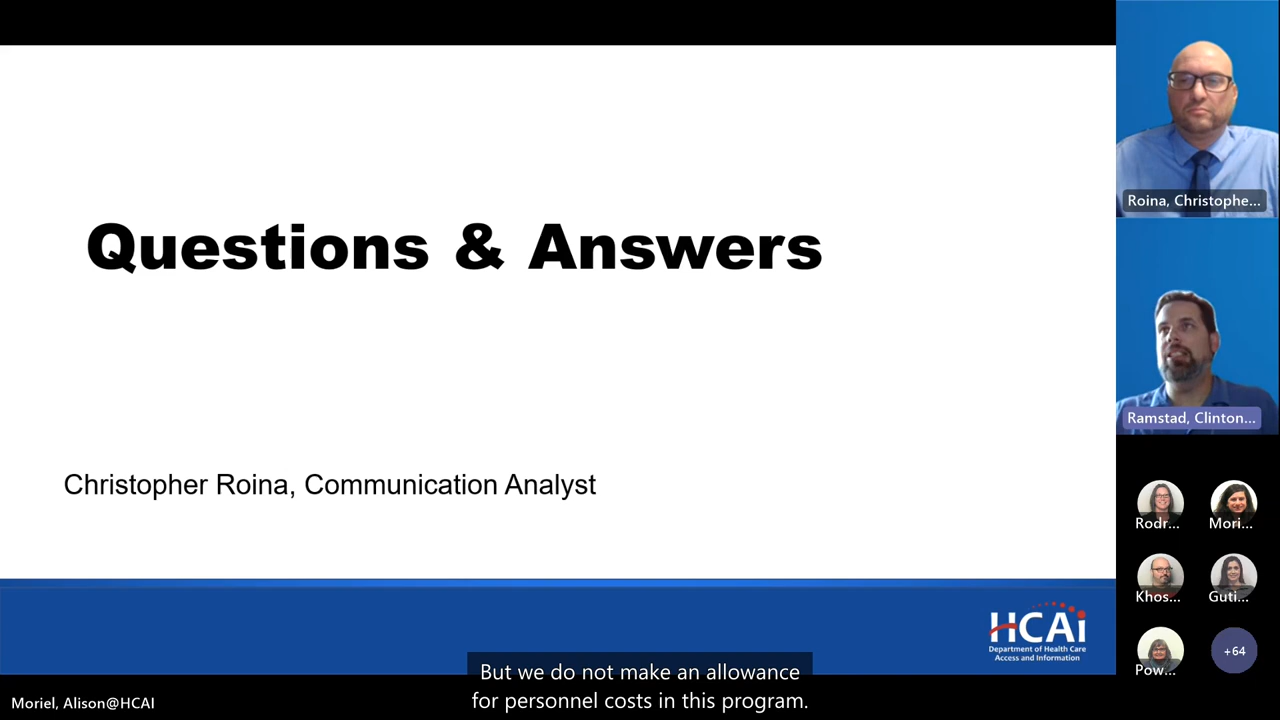 Questions & Answers
Christopher Roina, Communication Analyst
HCAi
Department of Health Care
Access and Information
But we do not make an allowance
for personnel costs in this program.
Moriel, Alison@HCAI
Roina, Christophe...
Ramstad, Clinton...
Rodr...
Mori...
Khos...
Guti...
Pow...
+64